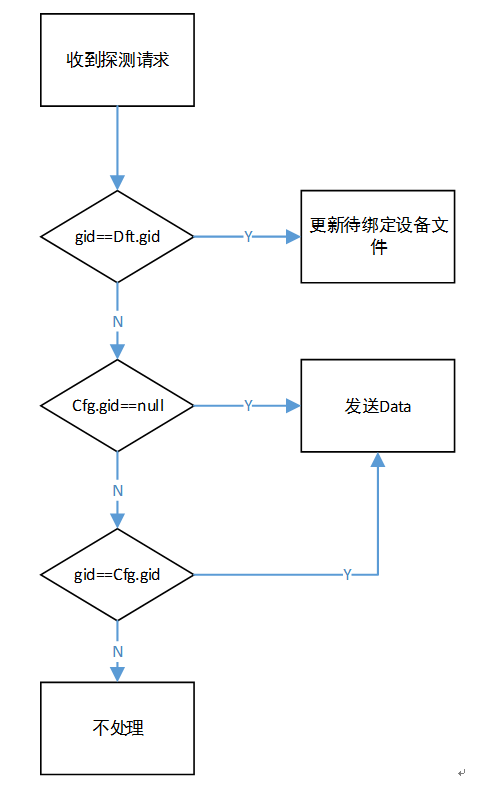 收到探测请求
gid==Dft.gid
Y
更新待绑定设备文
件
N
Cfg.gid==null
Y
发送Data
N
gid==Cfg.gid
Y
N
不处理